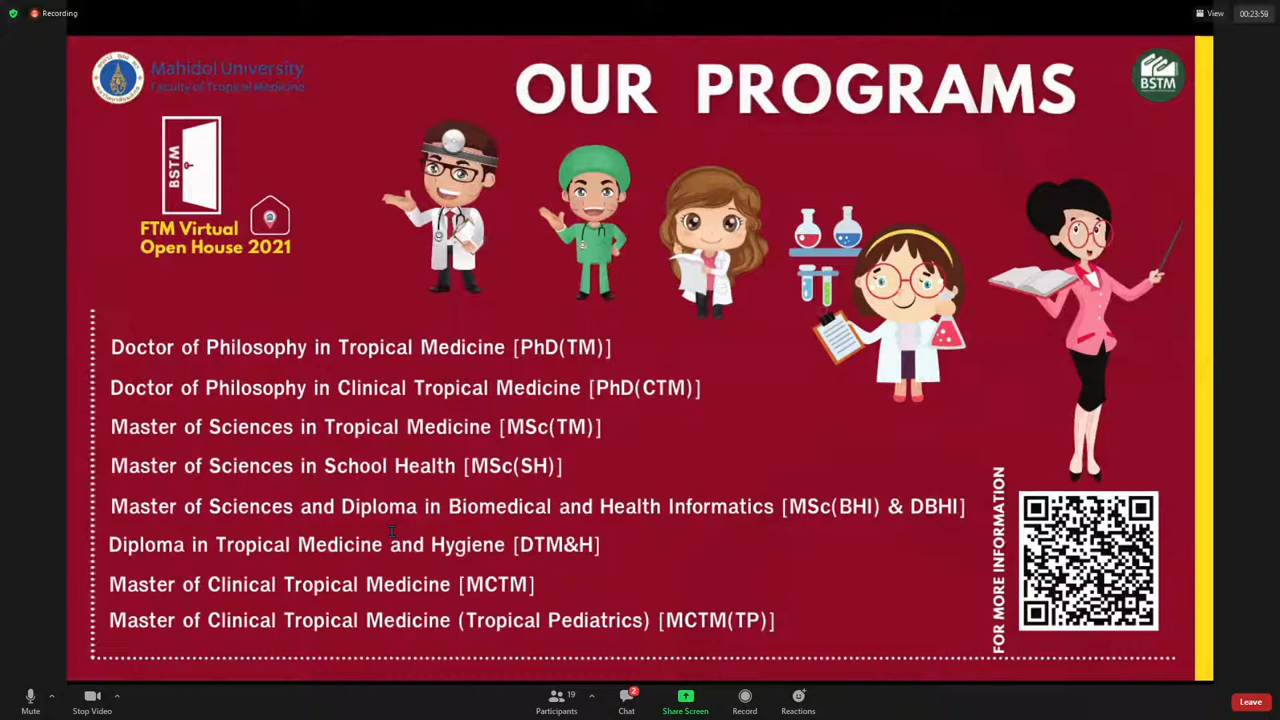 Recording
View
00:23:59
Mahidol University
Faculty of Tropical Medicine
OUR PROGRAMS
BSTM
BSTM
FTM Virtual
Open House 2021
Doctor of Philosophy in Tropical Medicine [PhD(TM)]
Doctor of Philosophy in Clinical Tropical Medicine [PhD(CTM)]
Master of Sciences in Tropical Medicine [MSc(TM)]
Master of Sciences in School Health [MSc(SH)]
Master of Sciences and Diploma in Biomedical and Health Informatics [MSc(BHI) & DBHI]
Diploma in Tropical Medicine and Hygiene [DTM&H]
Master of Clinical Tropical Medicine [MCTM]
Master of Clinical Tropical Medicine (Tropical Pediatrics) [MCTM(TP)]
FOR MORE INFORMATION
Mute
Stop Video
19
Participants
2
Chat
Share Screen
Record
Reactions
Leave